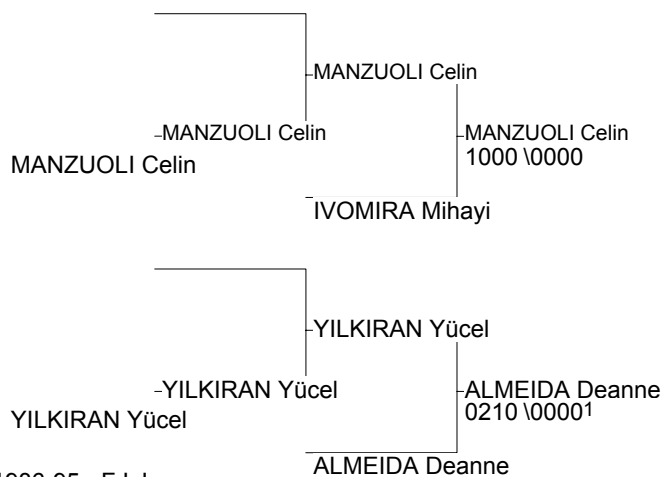 MANZUOLI Celin
MANZUOLI Celin
MANZUOLI Celin
MANZUOLI Celin
1000 \0000
IVOMIRA Mihayi
YILKIRAN Yücel
YILKIRAN Yücel
ALMEIDA Deanne
YILKIRAN Yücel
0210 \00001
ALMEIDA Deanne